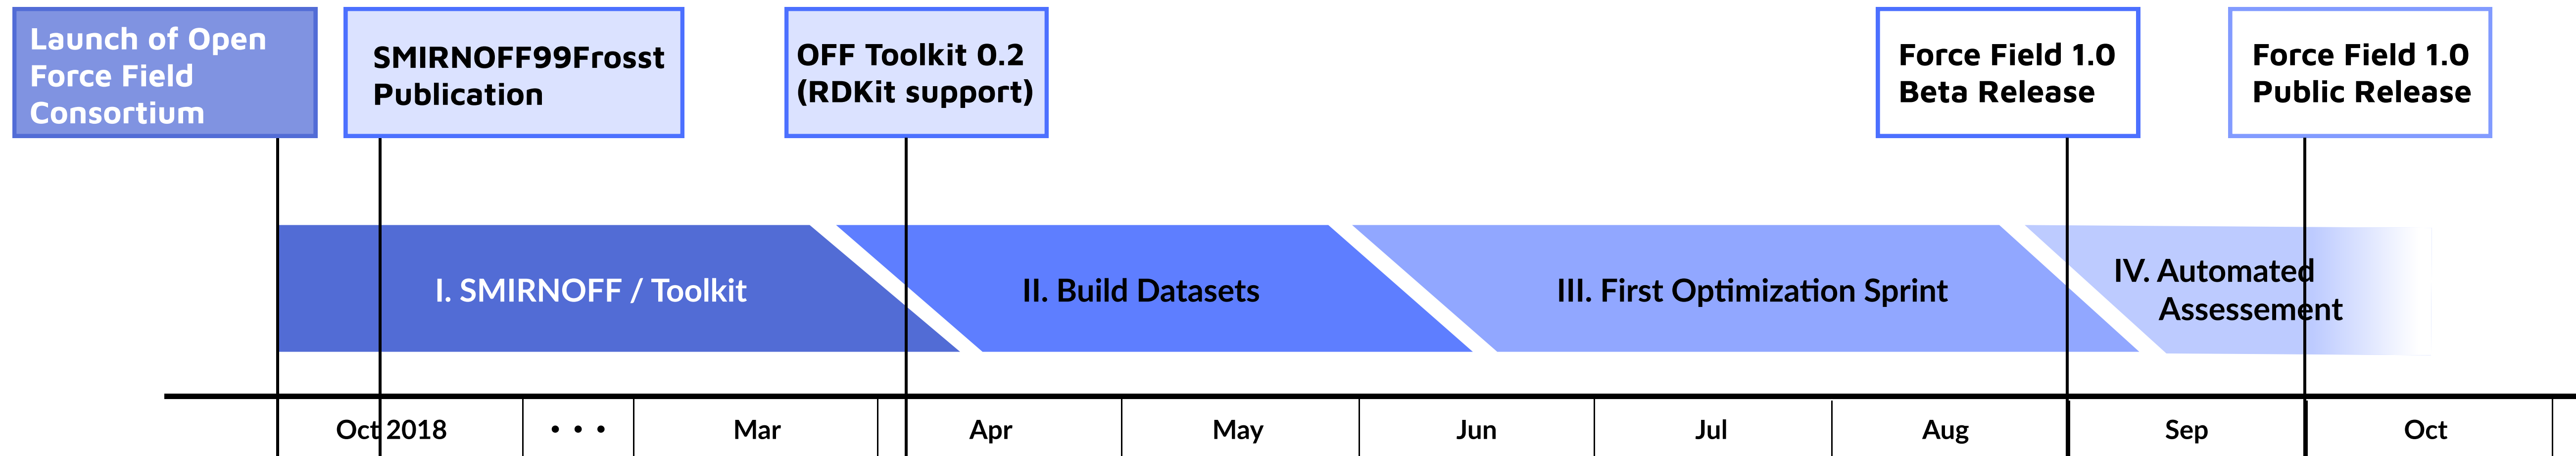 Launch of Open
Force Field
Consortium
SMIRNOFF99Frosst
Publication
OFF Toolkit 0.2
(RDKit support)
Force Field 1.0
Beta Release
Force Field 1.0
Public Release
I. SMIRNOFF / Toolkit
II. Build Datasets
III. First Optimization Sprint
IV. Automated
Assessement
Oct 2018
• • •
Mar
Apr
May
Jun
Jul
Aug
Sep
Oct